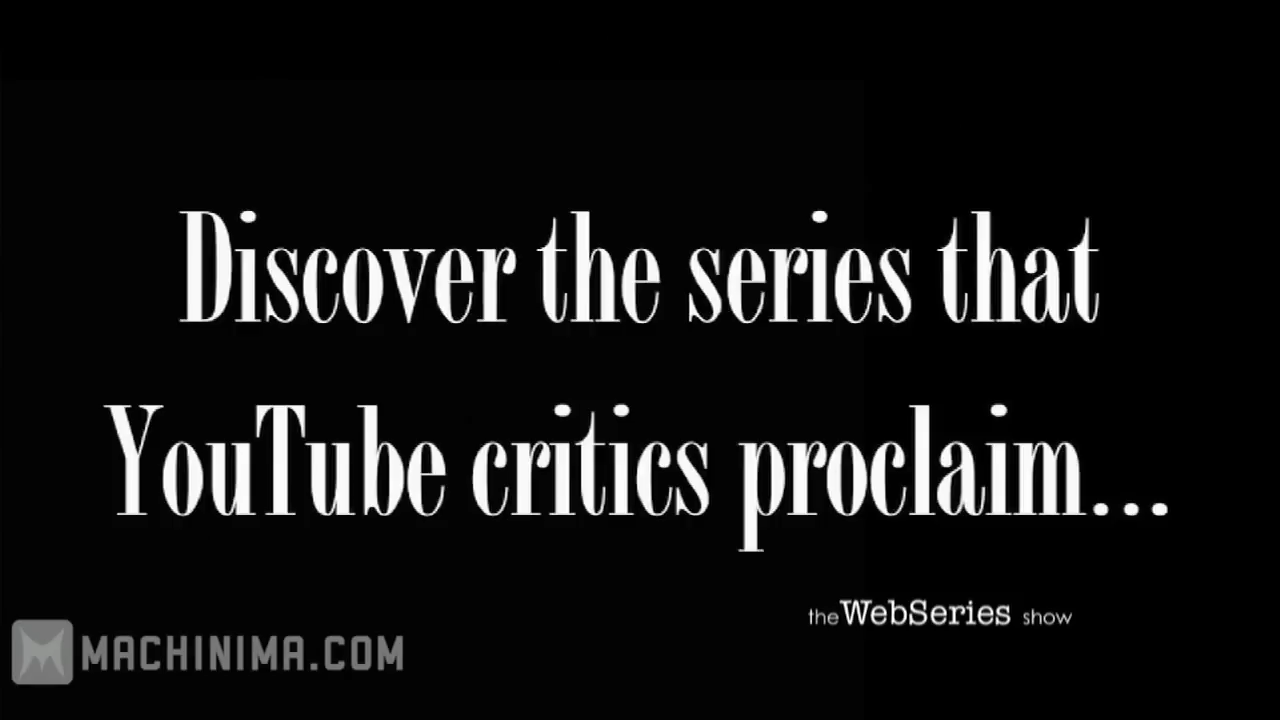 Discover the series that
YouTube critics proclaim...
theWebSeries show
MACHINIMA.COM